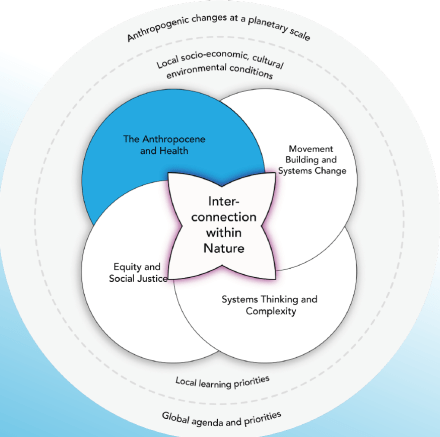 Anthropogenic changes at a planetary scale
Local socio-economic, cultural
environmental conditions
The Anthropocene
and Health
Movement
Building and
Systems Change
Inter-
connection
within
Nature
Equity and
Social Justice
Systems Thinking and
Complexity
Local learning priorities
Global agenda and priorities